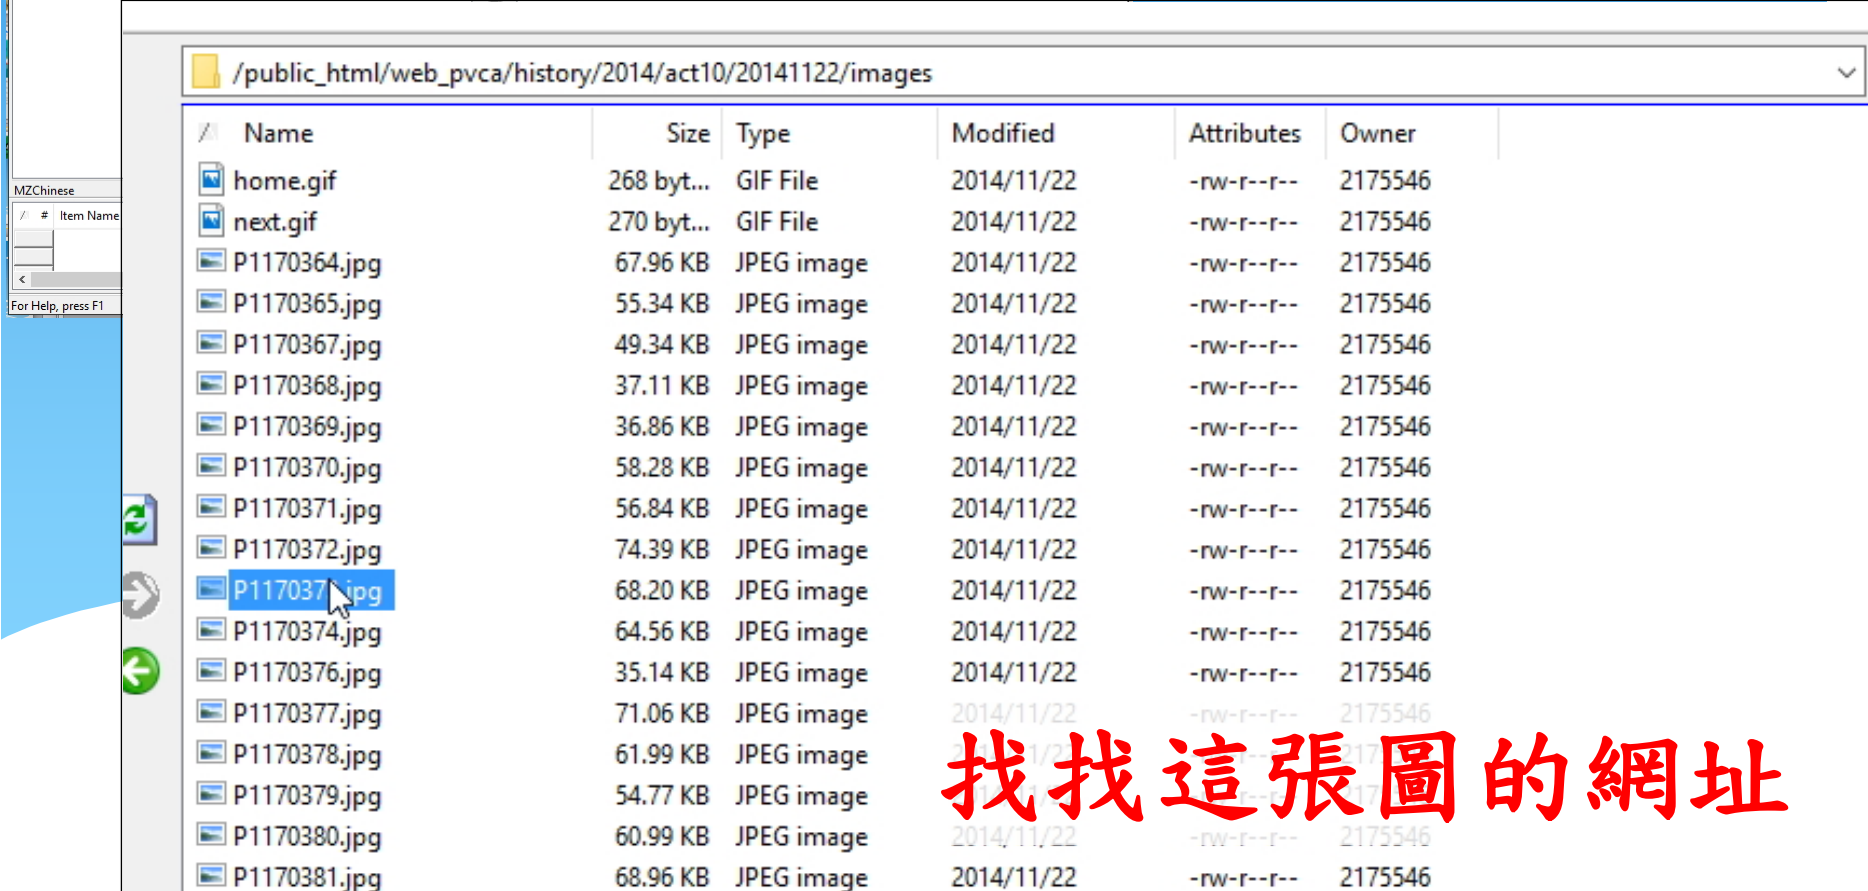 /public_html/web_pvca/history/2014/act10/20141122/images
Name Size Type Modified Attributes Owner
home.gif 268 byt... GIF File 2014/11/22 -rw-r--r-- 2175546
next.gif 270 byt... GIF File 2014/11/22 -rw-r--r-- 2175546
P1170364.jpg 67.96 KB JPEG image 2014/11/22 -rw-r--r-- 2175546
P1170365.jpg 55.34 KB JPEG image 2014/11/22 -rw-r--r-- 2175546
P1170367.jpg 49.34 KB JPEG image 2014/11/22 -rw-r--r-- 2175546
P1170368.jpg 37.11 KB JPEG image 2014/11/22 -rw-r--r-- 2175546
P1170369.jpg 36.86 KB JPEG image 2014/11/22 -rw-r--r-- 2175546
P1170370.jpg 58.28 KB JPEG image 2014/11/22 -rw-r--r-- 2175546
P1170371.jpg 56.84 KB JPEG image 2014/11/22 -rw-r--r-- 2175546
P1170372.jpg 74.39 KB JPEG image 2014/11/22 -rw-r--r-- 2175546
68.20 KB JPEG image 2014/11/22 -rw-r--r-- 2175546
P1170374.jpg 64.56 KB JPEG image 2014/11/22 -rw-r--r-- 2175546
P1170376.jpg 35.14 KB JPEG image 2014/11/22 -rw-r--r-- 2175546
P1170377.jpg 71.06 KB JPEG image 2014/11/22 -rw-r--r-- 2175546
P1170378.jpg 61.99 KB JPEG image
P1170379.jpg 54.77 KB JPEG image
P1170380.jpg 60.99 KB JPEG image 2014/11/22 -rw-r--r-- 2175546
P1170381.jpg 68.96 KB JPEG image 2014/11/22 -rw-r--r-- 2175546
找找這張圖的網址
MZChinese
# Item Name
For Help, press F1